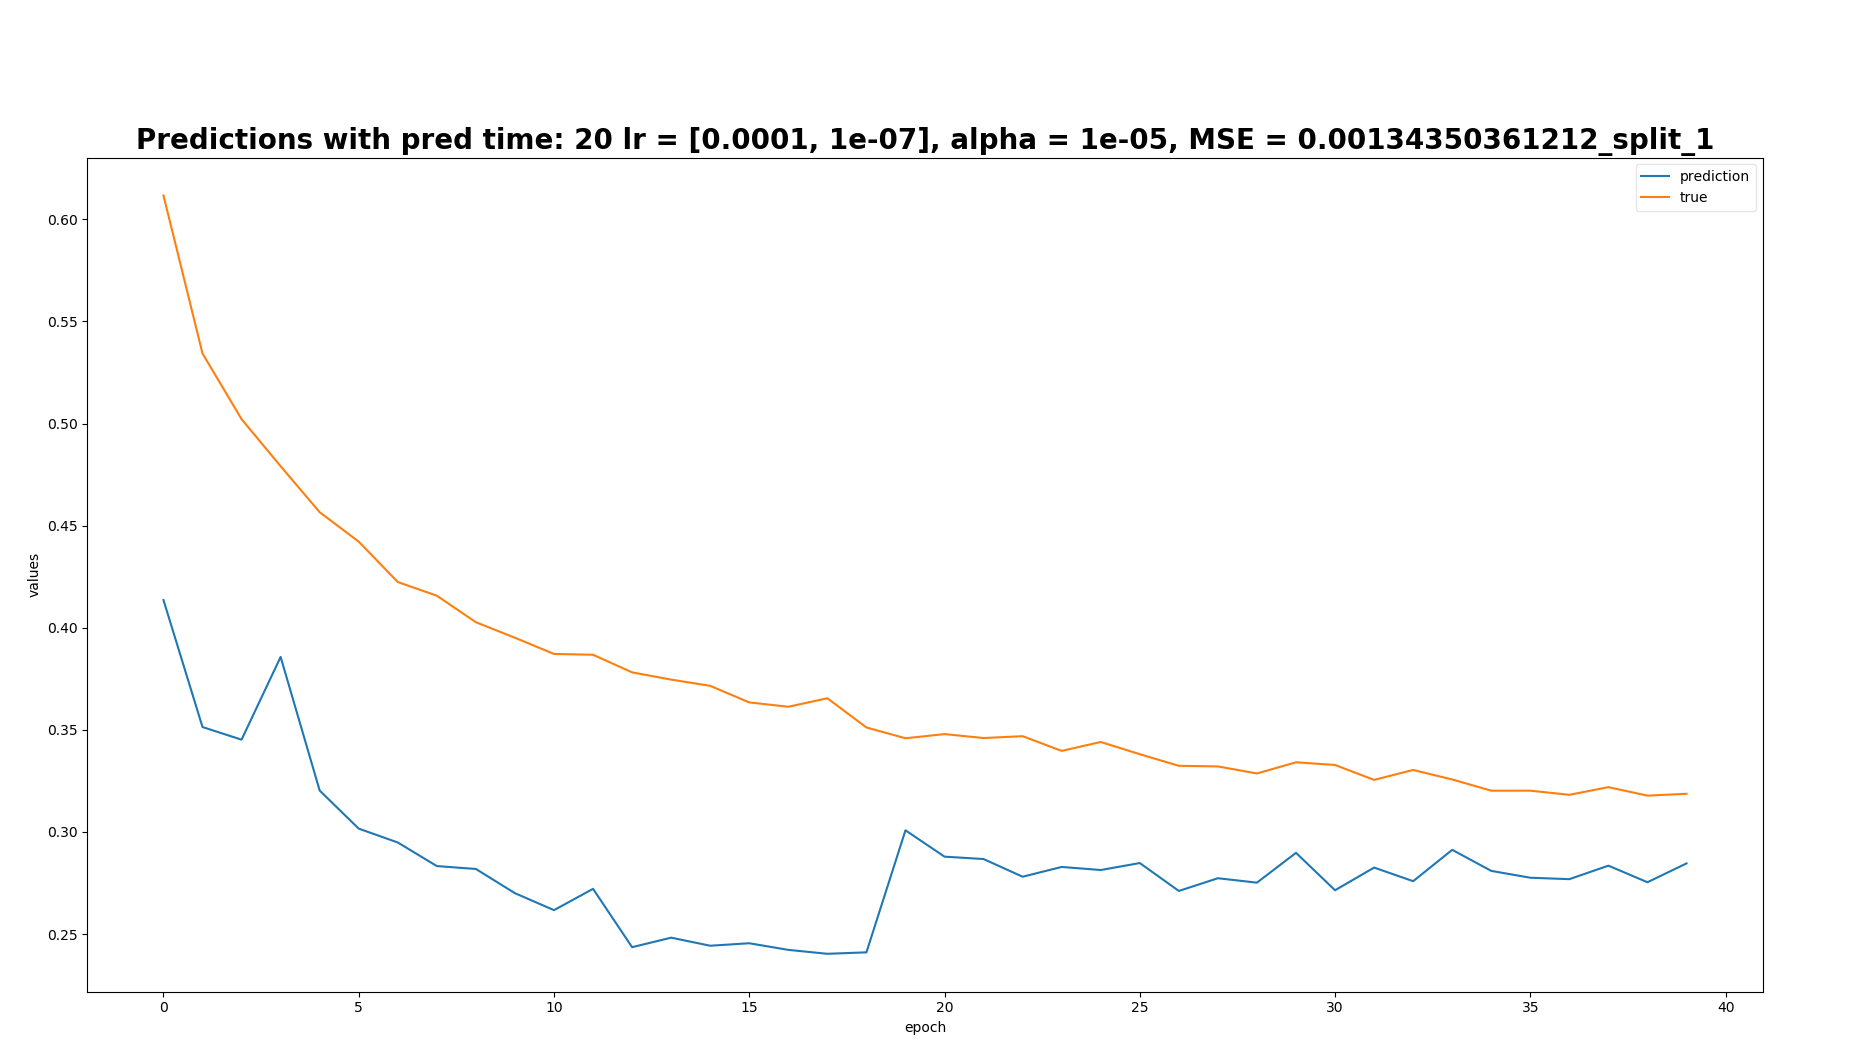 Predictions with pred time: 20 lr = [0.0001, 1e-07], alpha = 1e-05, MSE = 0.00134350361212_split_1
prediction
true
0.60
0.55
0.50
0.45
0.40
0.35
0.30
0.25
values
0 5 10 15 20 25 30 35 40
epoch